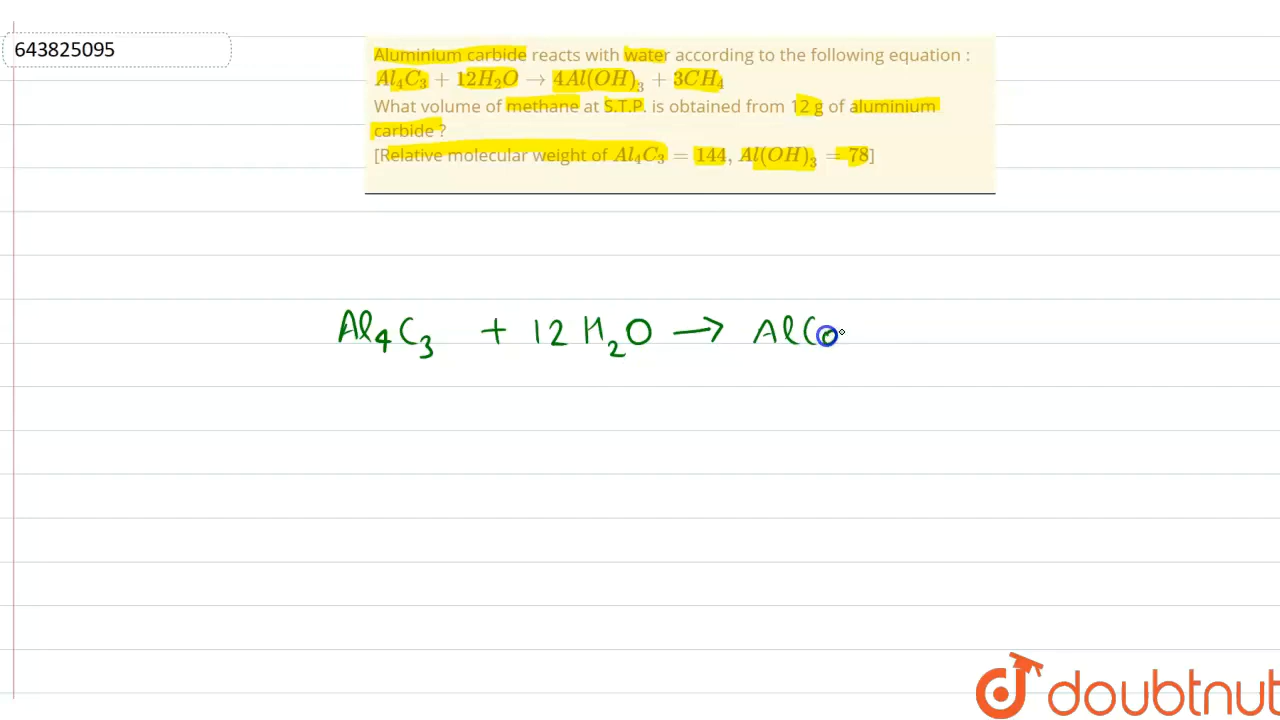 643825095
Aluminium carbide reacts with water according to the following equation :
Al₄C₃ + 12H₂O → 4Al(OH)₃ + 3CH₄
What volume of methane at S.T.P. is obtained from 12 g of aluminium
carbide ?
[Relative molecular weight of Al₄C₃ = 144, Al(OH)₃ = 78]
Al₄C₃ + 12 H₂O → Al(o
doubtnut